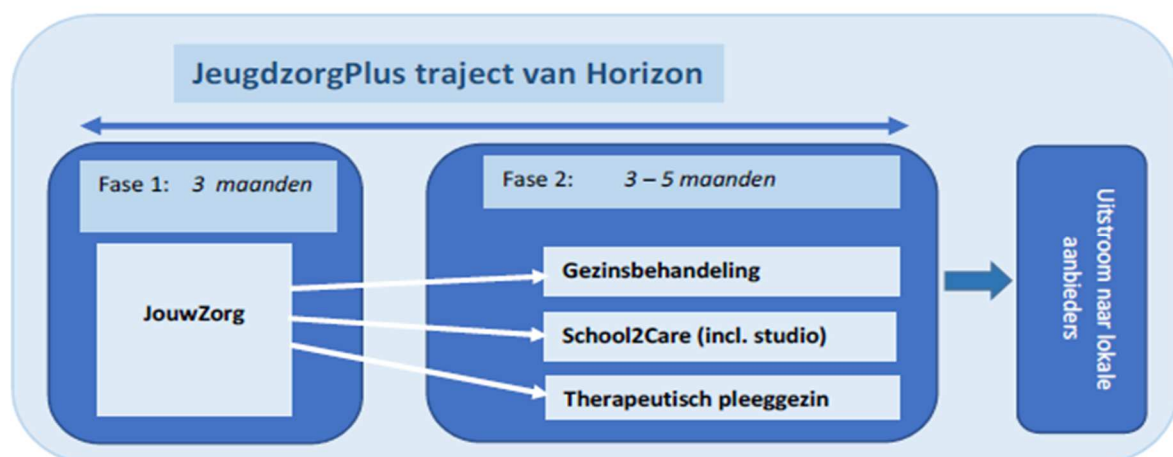 JeugdzorgPlus traject van Horizon
Fase 1: 3 maanden
JouwZorg
Fase 2: 3 – 5 maanden
Gezinsbehandeling
School2Care (incl. studio)
Therapeutisch pleeggezin
Uitstroom naar lokale
aanbieders